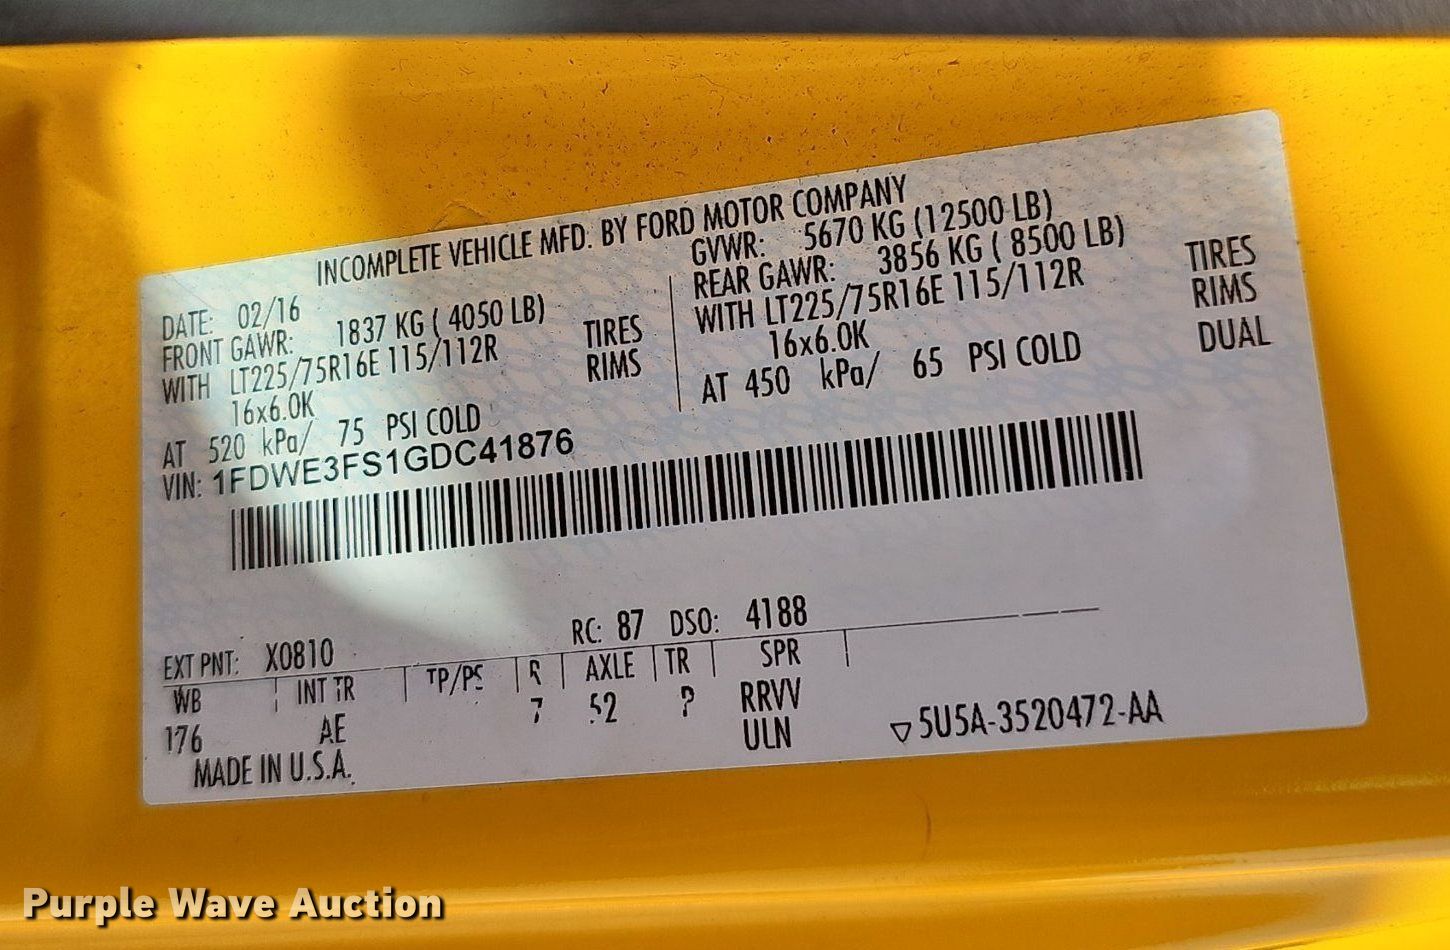 INCOMPLETE VEHICLE MFD. BY FORD MOTOR COMPANY
DATE: 02/16
GVWR: 5670 KG (12500 LB)
FRONT GAWR: 1837 KG ( 4050 LB)
REAR GAWR: 3856 KG ( 8500 LB)
WITH LT225/75R16E 115/112R TIRES
WITH LT225/75R16E 115/112R TIRES
16x6.0K RIMS
16x6.0K RIMS
AT 520 kPa/ 75 PSI COLD
AT 450 kPa/ 65 PSI COLD DUAL
VIN: 1FDWE3FS1GDC41876
EXT PNT: X0810 RC: 87 DSO: 4188
WB INT TR TP/PS R AXLE TR SPR
176 AE 7 52 RRVV
ULN
▽ 5U5A-3520472-AA
MADE IN U.S.A.
Purple Wave Auction